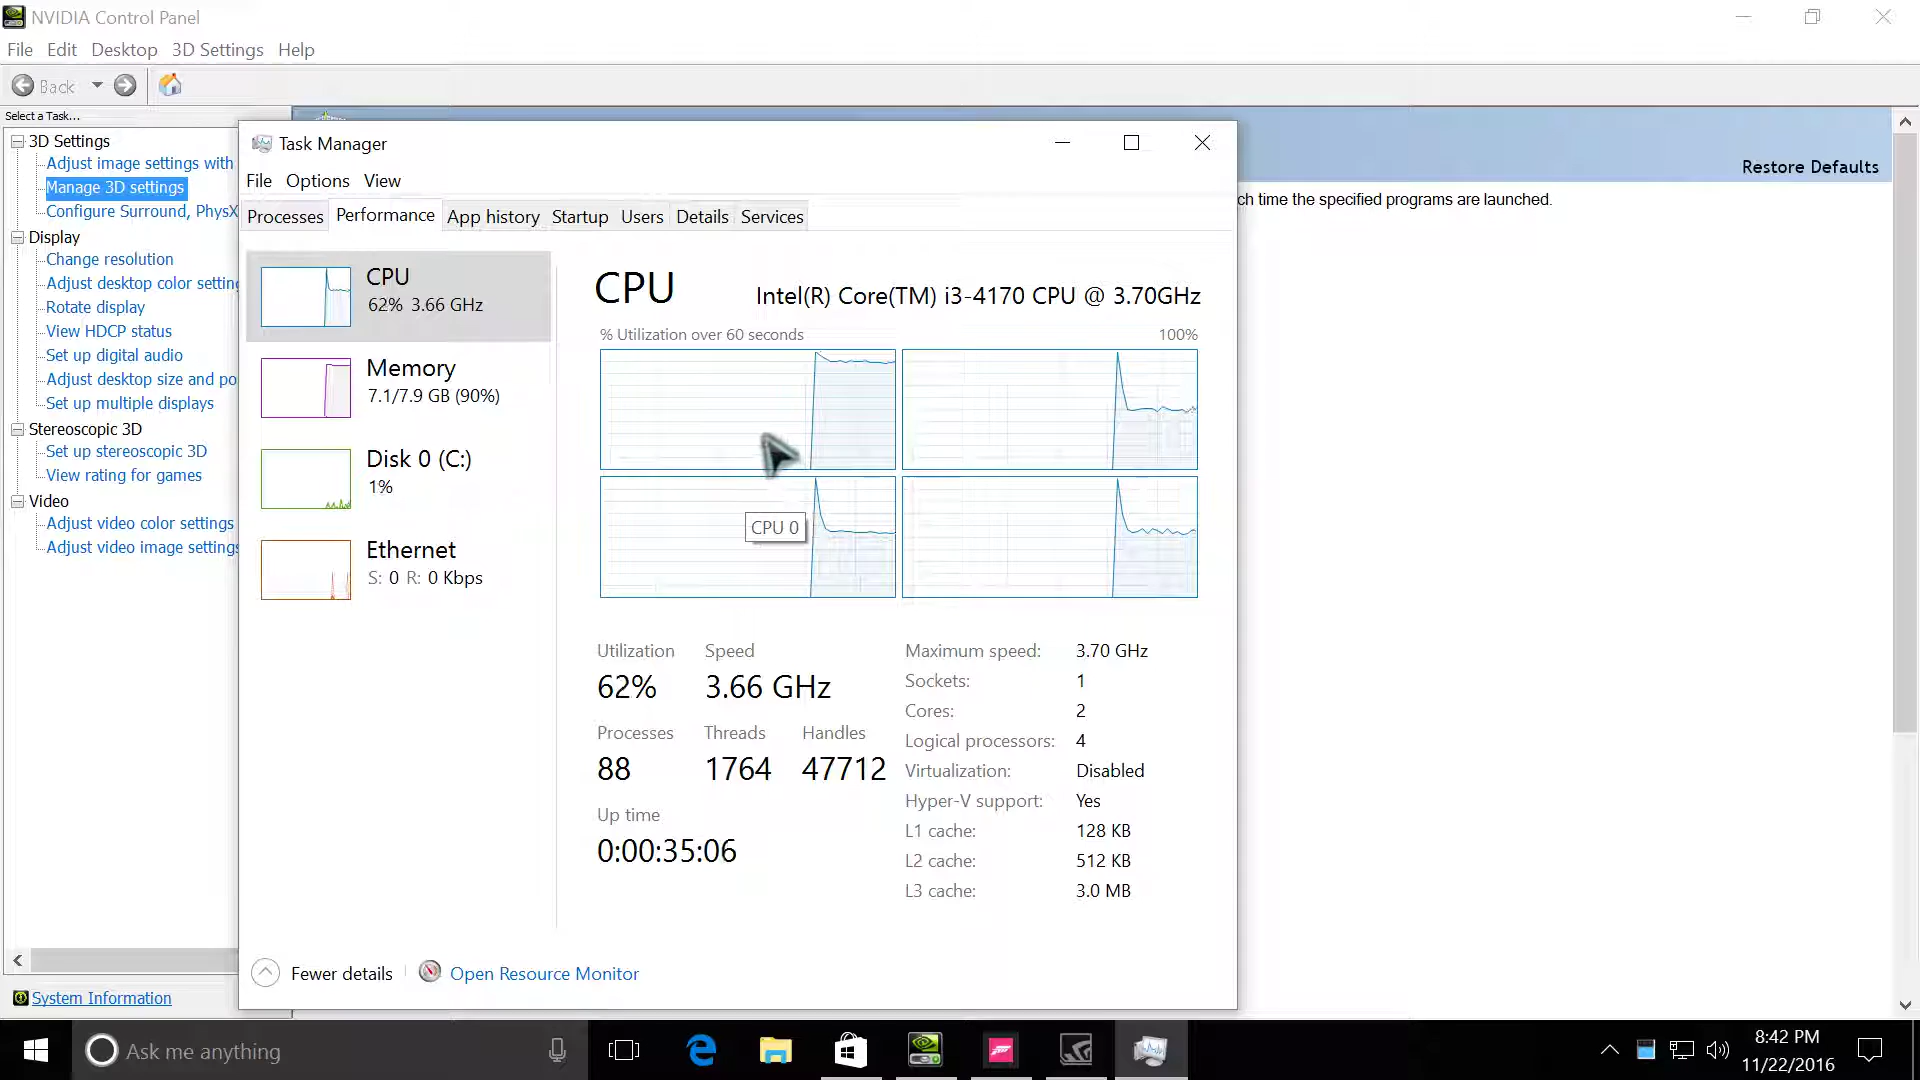 NVIDIA Control Panel
File Edit Desktop 3D Settings Help
Back
Select a Task...
3D Settings
Adjust image settings with
Manage 3D settings
Configure Surround, PhysX
Display
Change resolution
Adjust desktop color setting
Rotate display
View HDCP status
Set up digital audio
Adjust desktop size and po
Set up multiple displays
Stereoscopic 3D
Set up stereoscopic 3D
View rating for games
Video
Adjust video color settings
Adjust video image settings
System Information
Restore Defaults
ch time the specified programs are launched.
Task Manager
File Options View
Processes Performance App history Startup Users Details Services
CPU
62% 3.66 GHz
Memory
7.1/7.9 GB (90%)
Disk 0 (C:)
1%
Ethernet
S: 0 R: 0 Kbps
CPU
Intel(R) Core(TM) i3-4170 CPU @ 3.70GHz
% Utilization over 60 seconds 100%
CPU 0
Utilization Speed
62% 3.66 GHz
Processes Threads Handles
88 1764 47712
Up time
0:00:35:06
Maximum speed: 3.70 GHz
Sockets: 1
Cores: 2
Logical processors: 4
Virtualization: Disabled
Hyper-V support: Yes
L1 cache: 128 KB
L2 cache: 512 KB
L3 cache: 3.0 MB
Fewer details Open Resource Monitor
Ask me anything
8:42 PM
11/22/2016